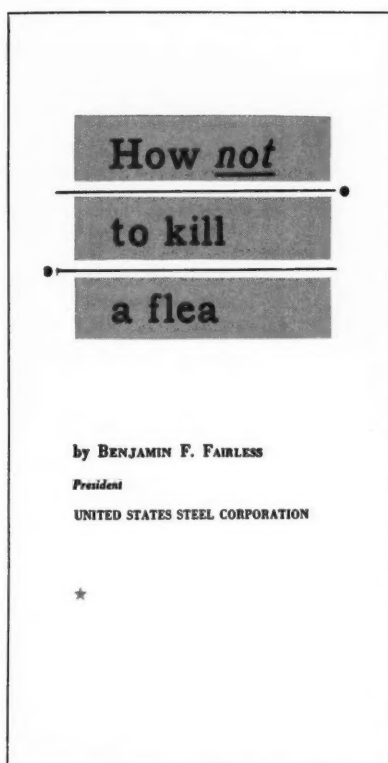 How not
to kill
a flea
by BENJAMIN F. FAIRLESS
President
UNITED STATES STEEL CORPORATION